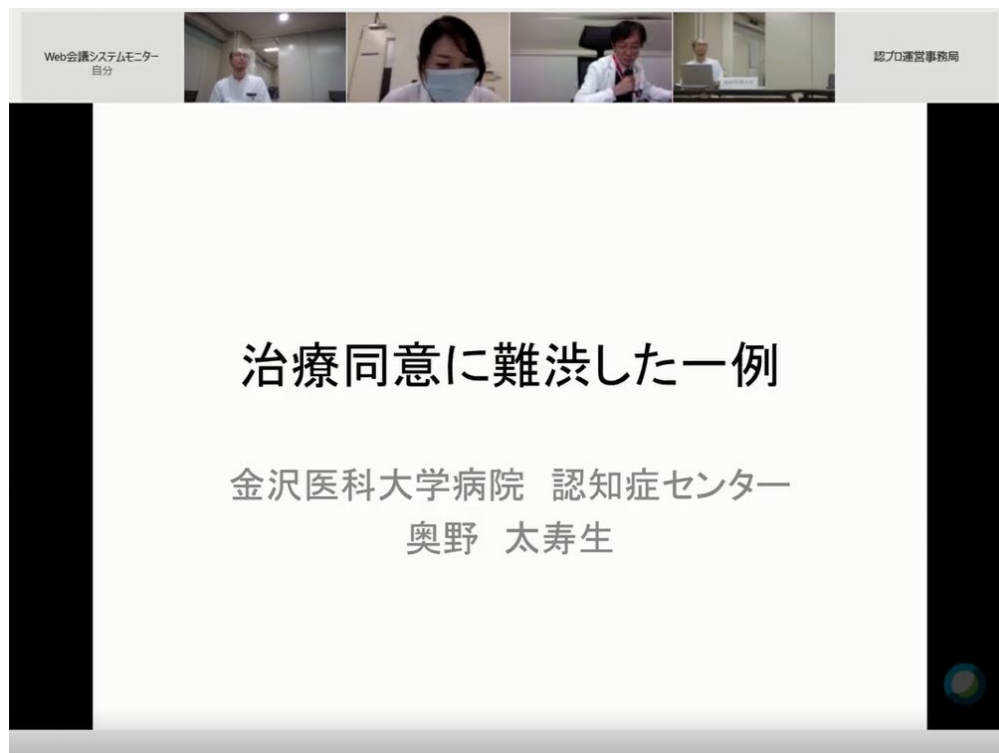 Web会議システムモニター
自分
認プロ運営事務局
治療同意に難渋した一例
金沢医科大学病院　認知症センター
奥野　太寿生